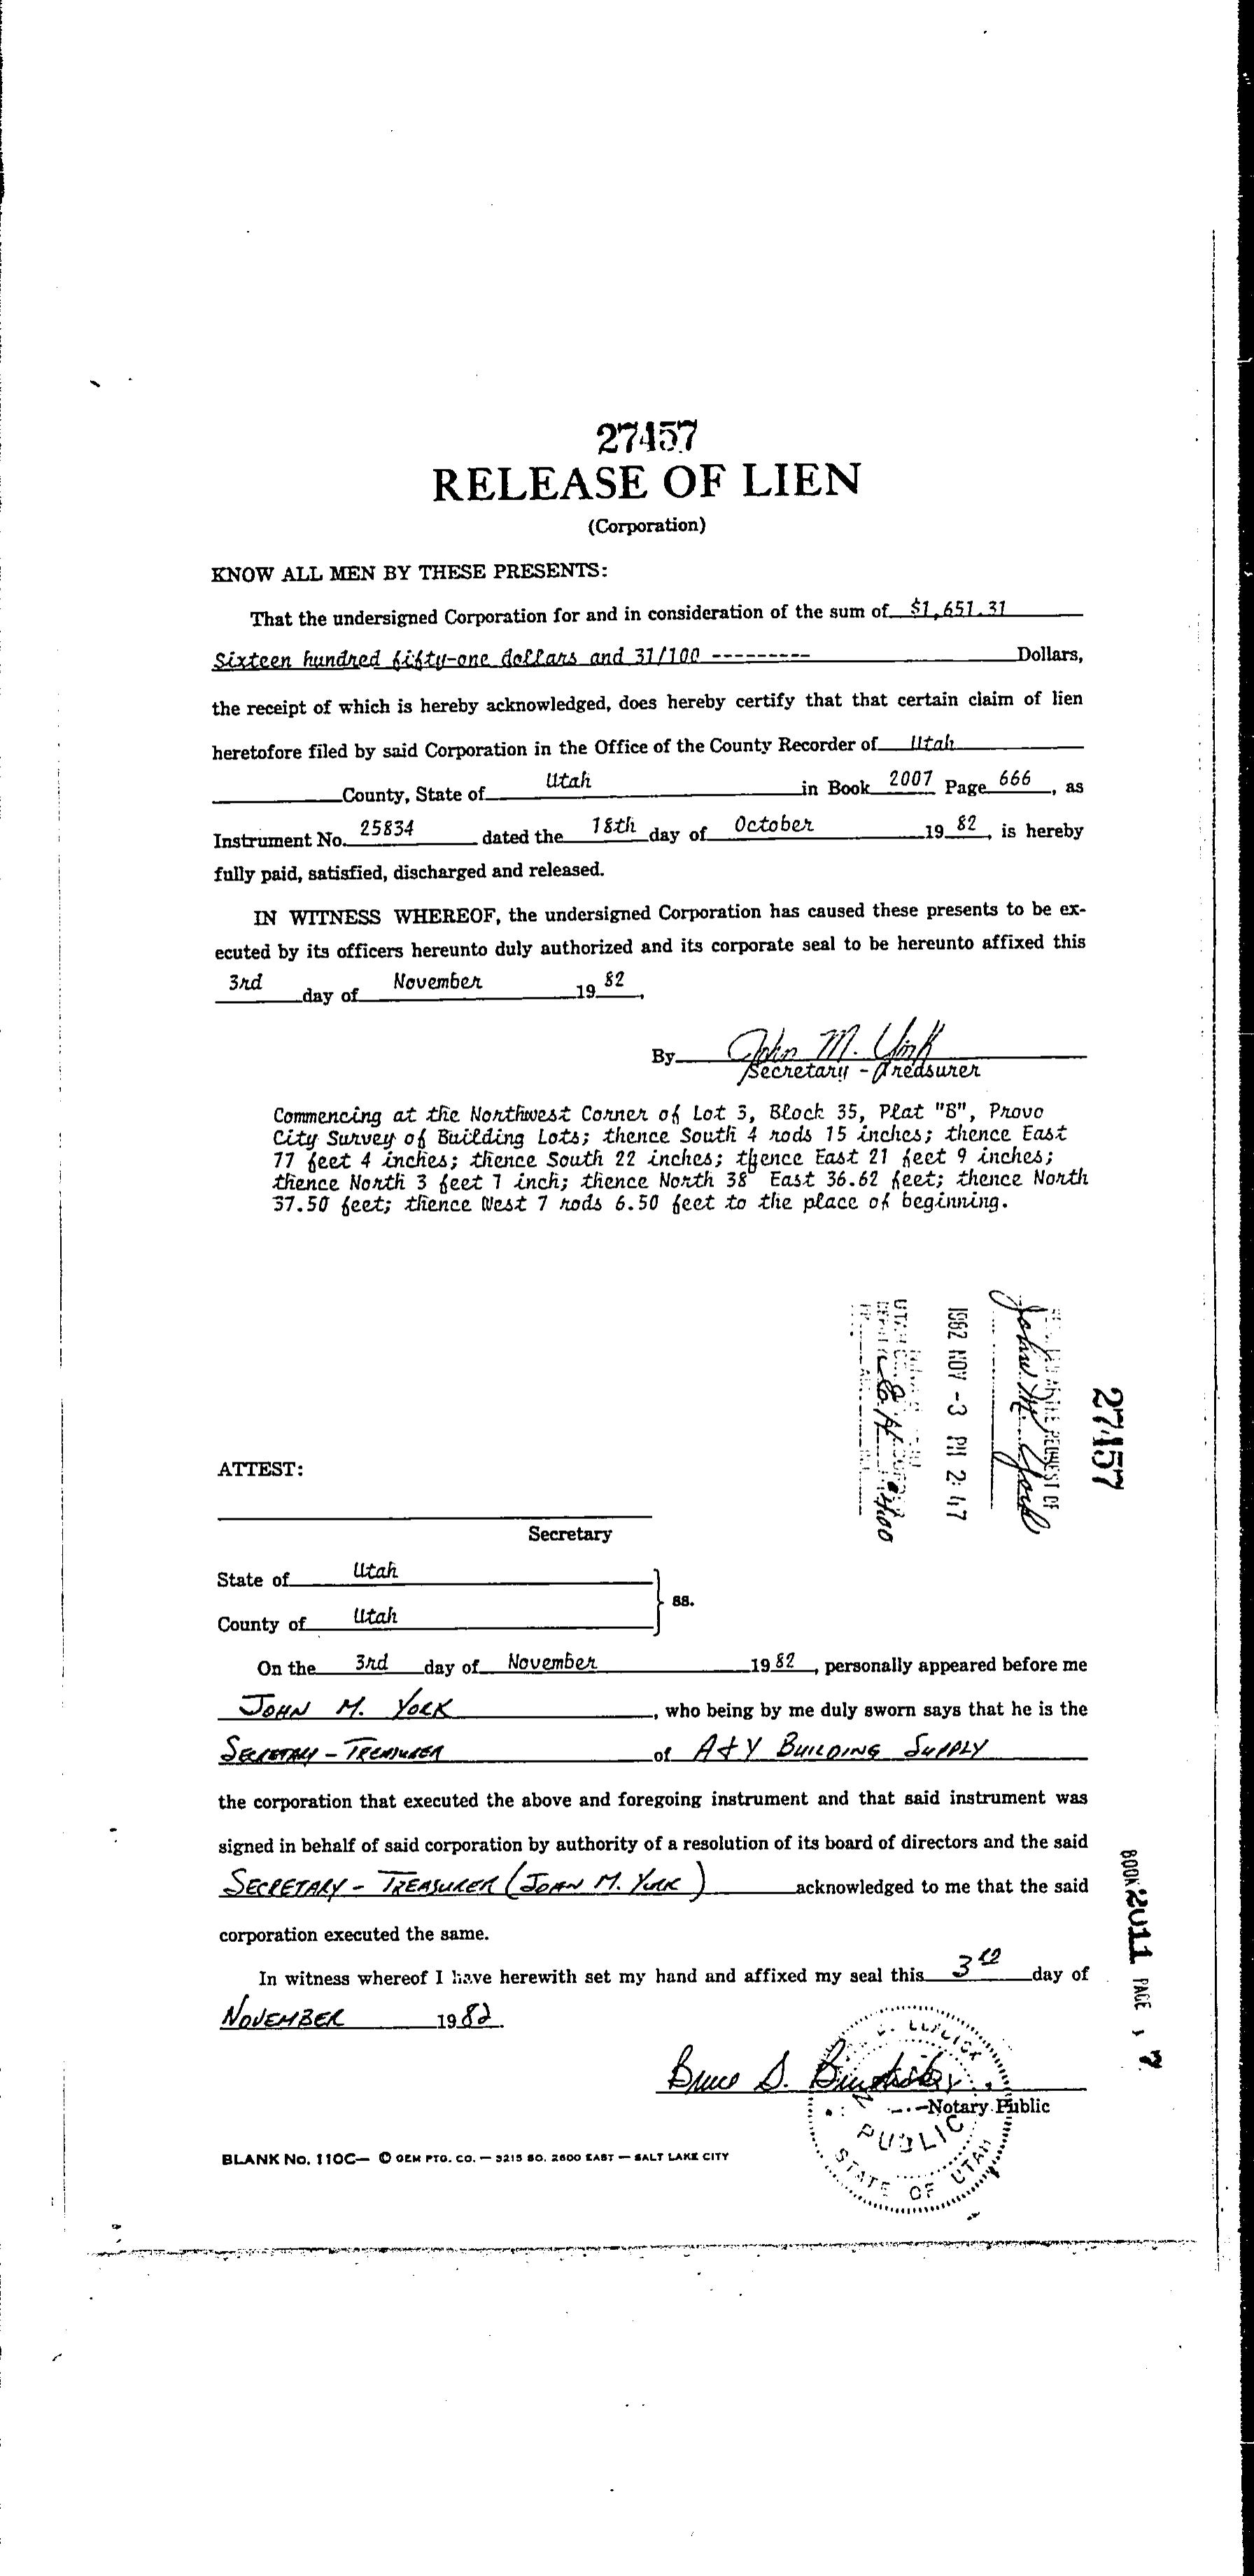 27457
RELEASE OF LIEN
(Corporation)
KNOW ALL MEN BY THESE PRESENTS:
That the undersigned Corporation for and in consideration of the sum of $1,651.31
Sixteen hundred fifty-one dollars and 31/100 --------- Dollars,
the receipt of which is hereby acknowledged, does hereby certify that that certain claim of lien
heretofore filed by said Corporation in the Office of the County Recorder of Utah
County, State of Utah in Book 2007 Page 666, as
Instrument No. 25834 dated the 18th day of October 19 82, is hereby
fully paid, satisfied, discharged and released.
IN WITNESS WHEREOF, the undersigned Corporation has caused these presents to be ex-
ecuted by its officers hereunto duly authorized and its corporate seal to be hereunto affixed this
3rd day of November 19 82.
By John M. York
Secretary - Treasurer
Commencing at the Northwest Corner of Lot 3, Block 35, Plat "B", Provo
City Survey of Building Lots; thence South 4 rods 15 inches; thence East
77 feet 4 inches; thence South 22 inches; thence East 21 feet 9 inches;
thence North 3 feet 7 inch; thence North 38° East 36.62 feet; thence North
37.50 feet; thence West 7 rods 6.50 feet to the place of beginning.
27457
REQUEST OF
John M. York
1982 NOV -3 PM 2:47
ATTEST:
Secretary
State of Utah
County of Utah
ss.
On the 3rd day of November 19 82, personally appeared before me
JOHN M. YORK, who being by me duly sworn says that he is the
SECRETARY - TREASURER of A & Y BUILDING SUPPLY
the corporation that executed the above and foregoing instrument and that said instrument was
signed in behalf of said corporation by authority of a resolution of its board of directors and the said
SECRETARY - TREASURER (JOHN M. YORK) acknowledged to me that the said
corporation executed the same.
In witness whereof I have herewith set my hand and affixed my seal this 3rd day of
NOVEMBER 1982.
Bruce S.
Notary Public
PUBLIC
STATE OF UTAH
BOOK 2011 PAGE
BLANK No. 110C— © GEM PTG. CO. — 3215 SO. 2600 EAST — SALT LAKE CITY